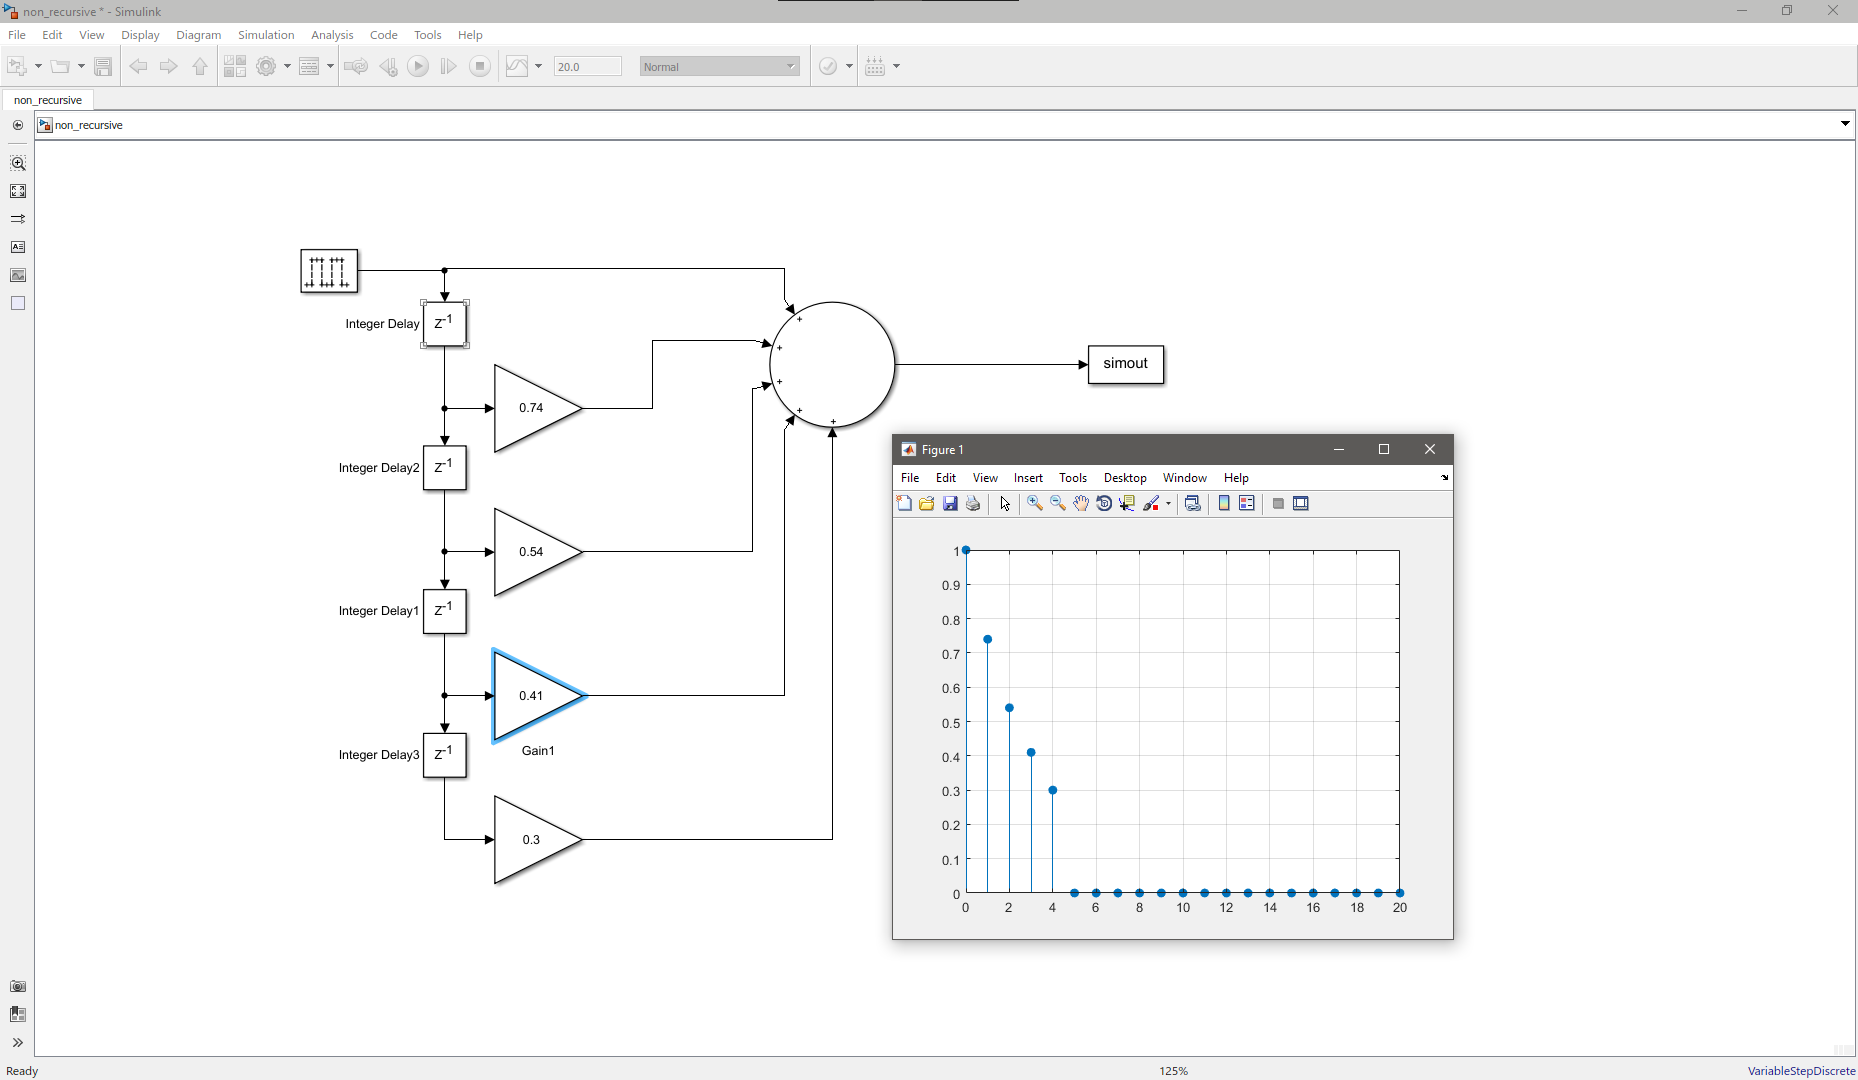 non_recursive * - Simulink
File Edit View Display Diagram Simulation Analysis Code Tools Help
20.0 Normal
non_recursive
non_recursive
Integer Delay
Z-1
0.74
Integer Delay2
Z-1
0.54
Integer Delay1
Z-1
0.41
Gain1
Integer Delay3
Z-1
0.3
+
+
+
+
+
simout
Figure 1
File Edit View Insert Tools Desktop Window Help
1
0.9
0.8
0.7
0.6
0.5
0.4
0.3
0.2
0.1
0
0 2 4 6 8 10 12 14 16 18 20
Ready 125% VariableStepDiscrete